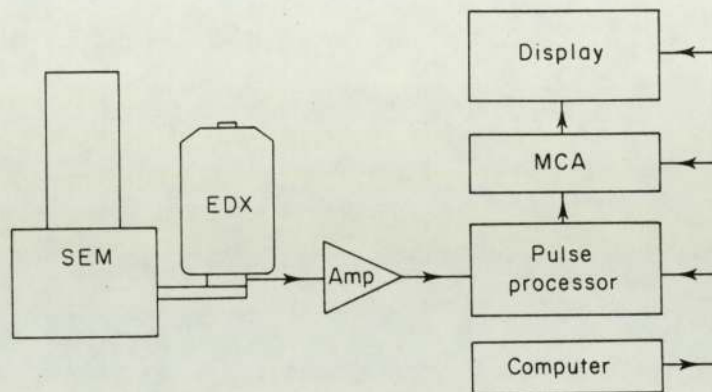 Display
MCA
EDX
SEM
Amp
Pulse
processor
Computer